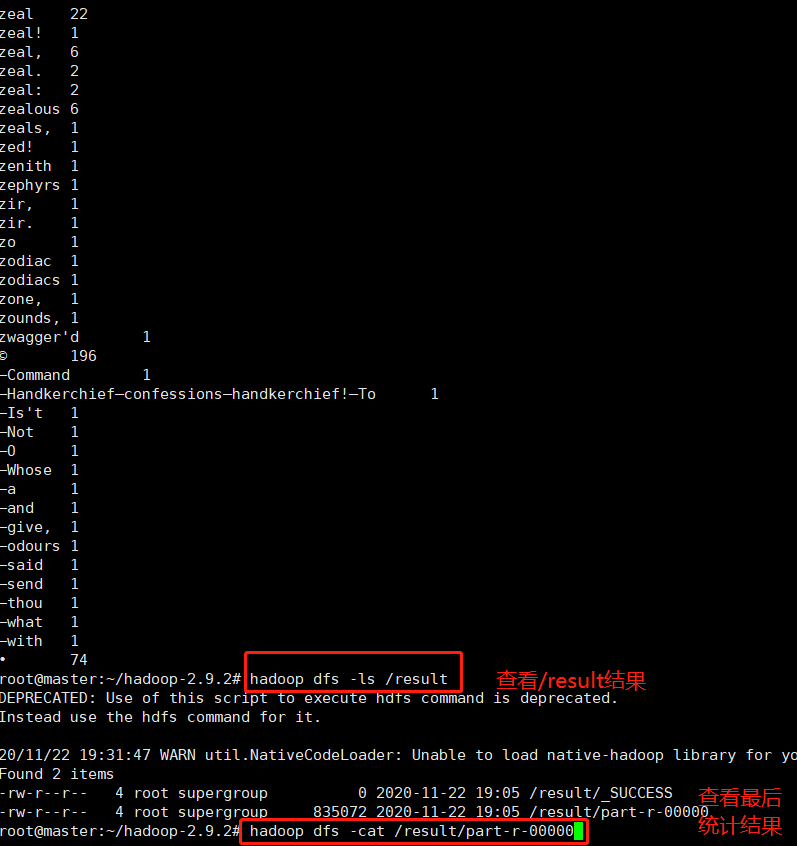 zeal 22
zeal! 1
zeal, 6
zeal. 2
zeal: 2
zealous 6
zeals, 1
zed! 1
zenith 1
zephyrs 1
zir, 1
zir. 1
zo 1
zodiac 1
zodiacs 1
zone, 1
zounds, 1
zwagger'd 1
© 196
—Command 1
—Handkerchief—confessions—handkerchief!—To 1
—Is't 1
—Not 1
—O 1
—Whose 1
—a 1
—and 1
—give, 1
—odours 1
—said 1
—send 1
—thou 1
—what 1
—with 1
• 74
root@master:~/hadoop-2.9.2# hadoop dfs -ls /result 查看/result结果
DEPRECATED: Use of this script to execute hdfs command is deprecated.
Instead use the hdfs command for it.
20/11/22 19:31:47 WARN util.NativeCodeLoader: Unable to load native-hadoop library for yo
Found 2 items
-rw-r--r-- 4 root supergroup 0 2020-11-22 19:05 /result/_SUCCESS 查看最后
-rw-r--r-- 4 root supergroup 835072 2020-11-22 19:05 /result/part-r-00000
root@master:~/hadoop-2.9.2# hadoop dfs -cat /result/part-r-00000 统计结果